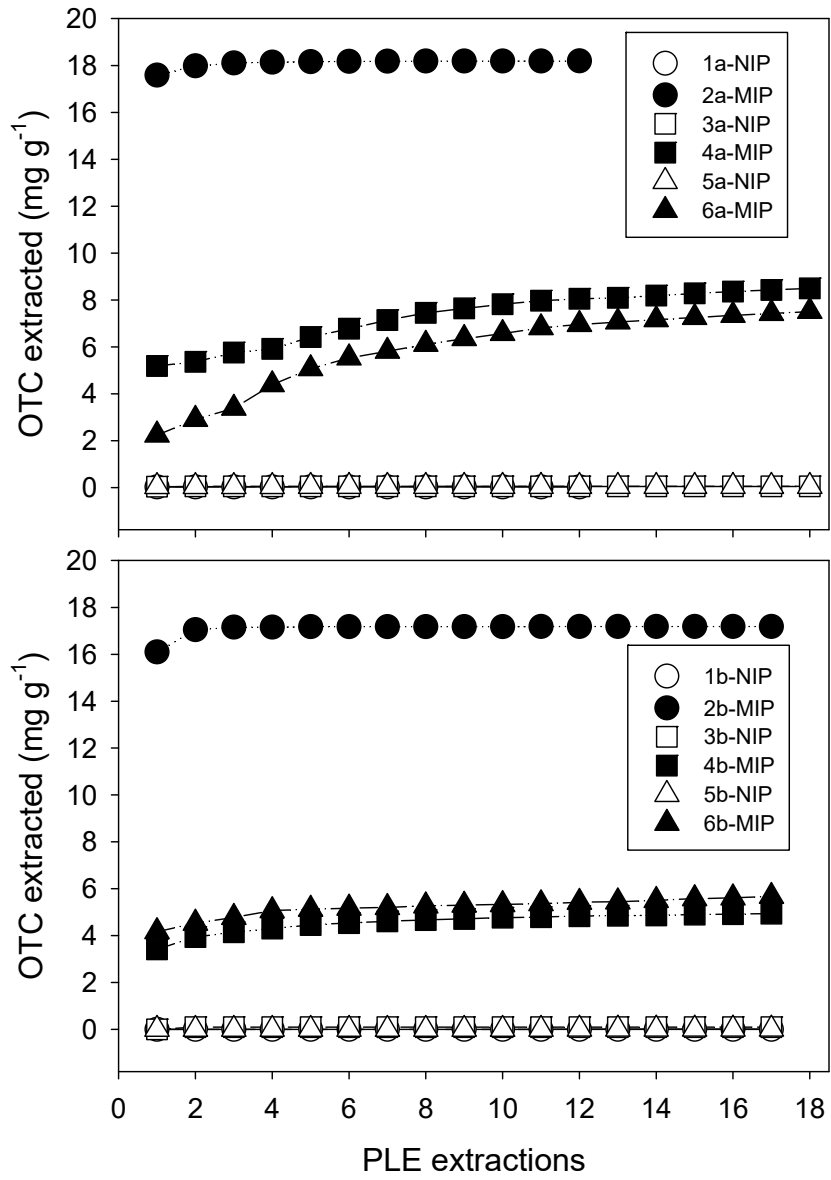 20
18
16
14
12
10
8
6
4
2
0
OTC extracted (mg g⁻¹)
1a-NIP
2a-MIP
3a-NIP
4a-MIP
5a-NIP
6a-MIP
20
18
16
14
12
10
8
6
4
2
0
OTC extracted (mg g⁻¹)
1b-NIP
2b-MIP
3b-NIP
4b-MIP
5b-NIP
6b-MIP
0 2 4 6 8 10 12 14 16 18
PLE extractions